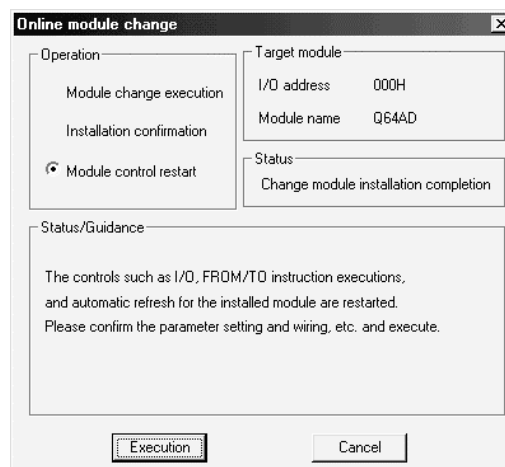 Online module change
Operation
Module change execution
Installation confirmation
Module control restart
Target module
I/O address 000H
Module name Q64AD
Status
Change module installation completion
Status/Guidance
The controls such as I/O, FROM/TO instruction executions,
and automatic refresh for the installed module are restarted.
Please confirm the parameter setting and wiring, etc. and execute.
Execution Cancel